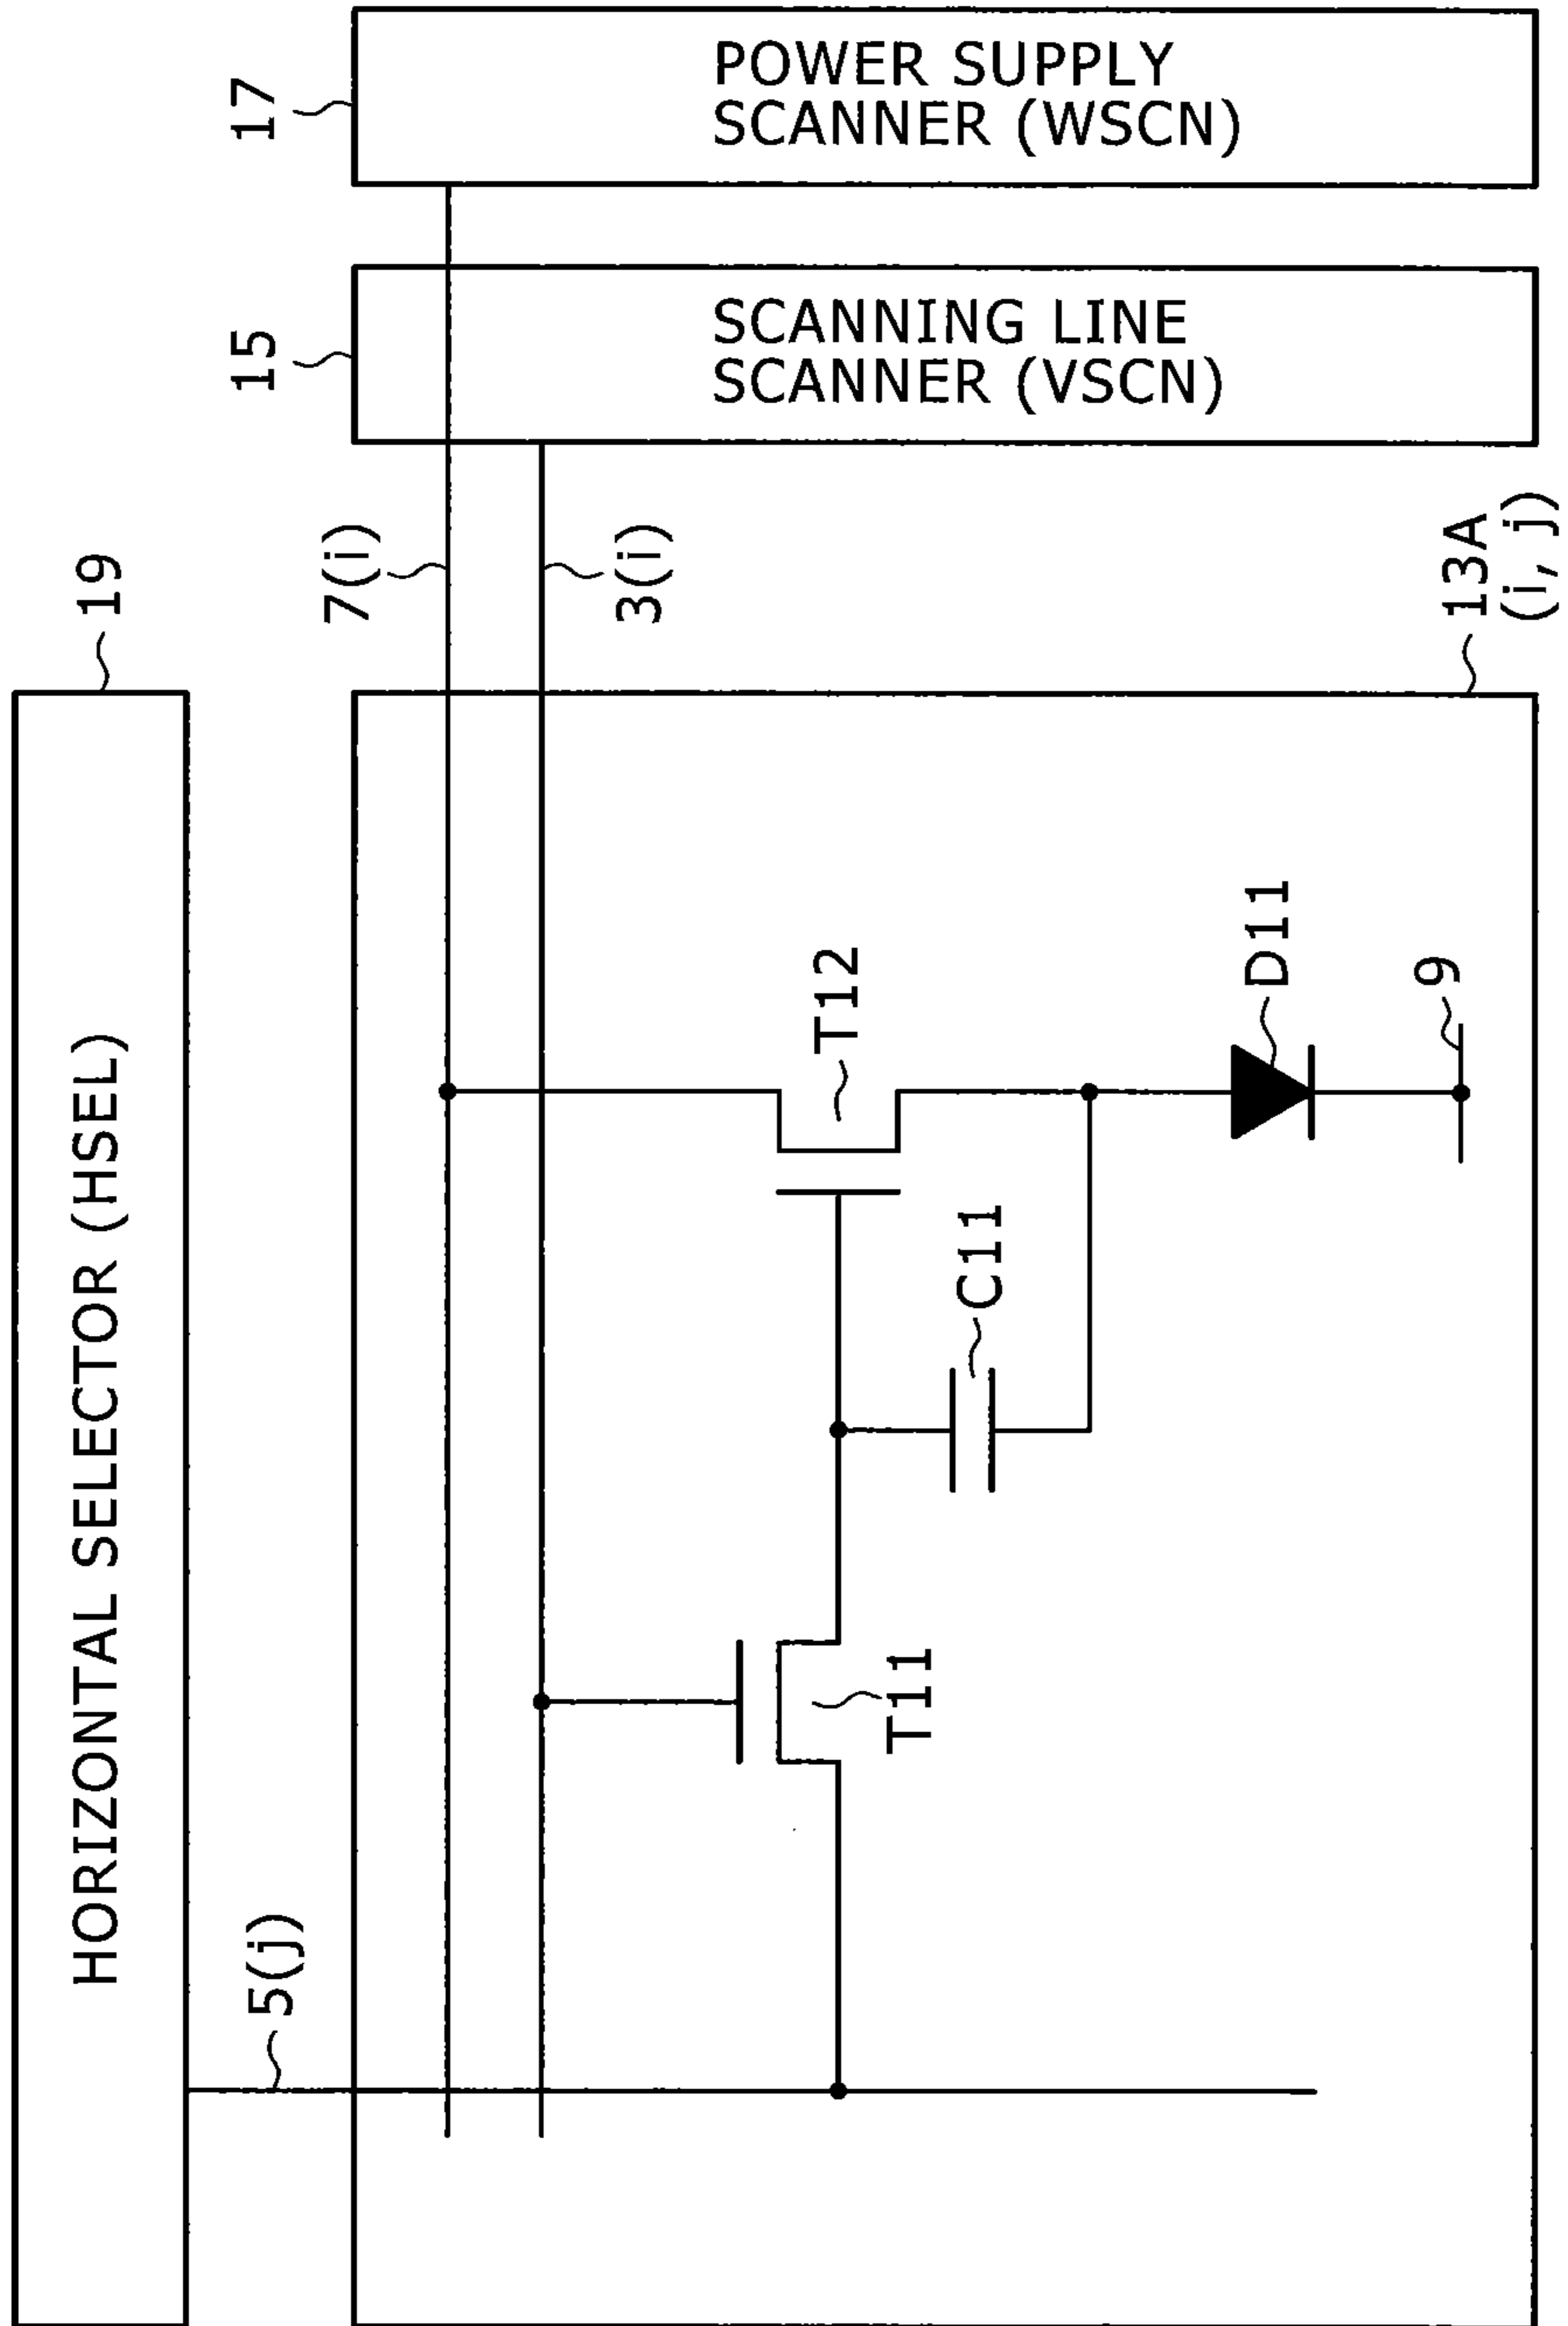 17
POWER SUPPLY
SCANNER (WSCN)
15
SCANNING LINE
SCANNER (VSCN)
19
7(i)
3(i)
13A
(i, j)
HORIZONTAL SELECTOR (HSEL)
T12
D11
9
C11
T11
5(j)